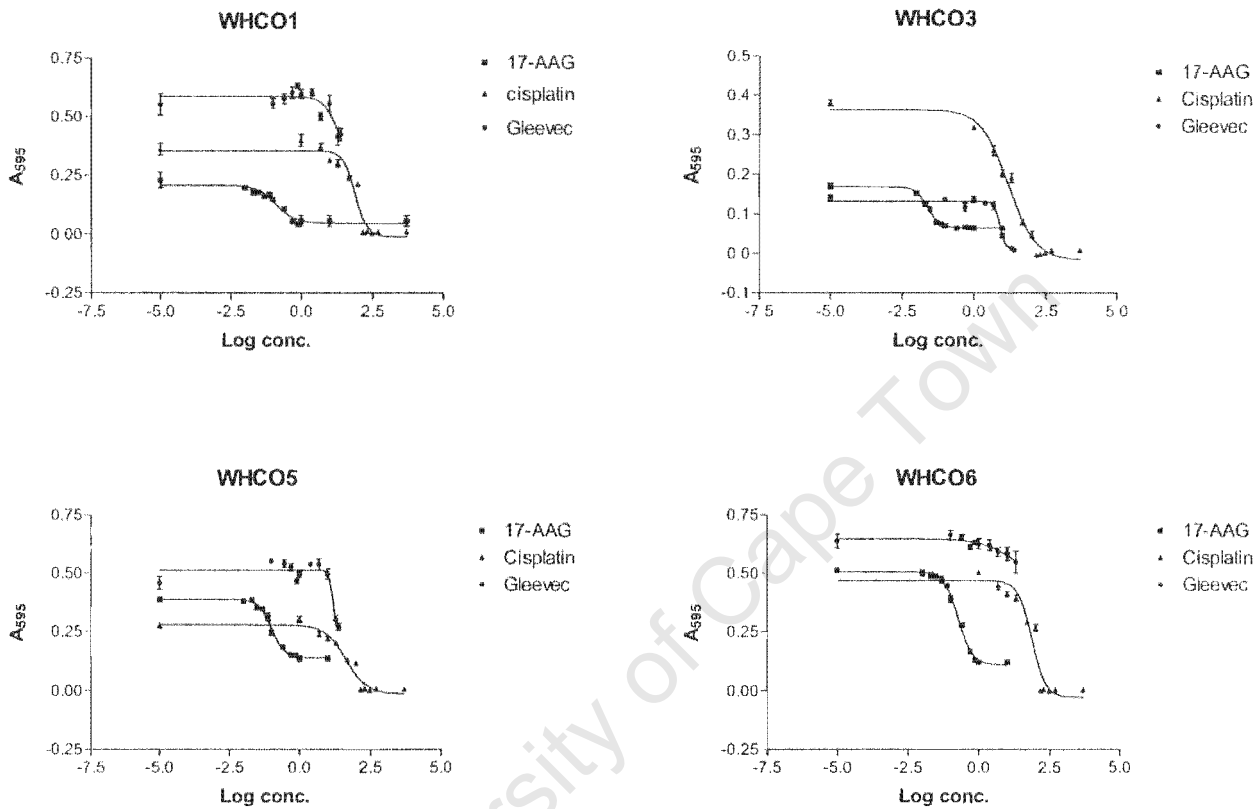 WHCO1
0.75
0.50
0.25
0.00
-0.25
-7.5 -5.0 -2.5 0.0 2.5 5.0
A595
Log conc.
17-AAG
cisplatin
Gleevec
WHCO3
0.5
0.4
0.3
0.2
0.1
0.0
-0.1
-7.5 -5.0 -2.5 0.0 2.5 5.0
A595
Log conc.
17-AAG
Cisplatin
Gleevec
WHCO5
0.75
0.50
0.25
0.00
-0.25
-7.5 -5.0 -2.5 0.0 2.5 5.0
A595
Log conc.
17-AAG
Cisplatin
Gleevec
WHCO6
0.75
0.50
0.25
0.00
-0.25
-7.5 -5.0 -2.5 0.0 2.5 5.0
A595
Log conc.
17-AAG
Cisplatin
Gleevec
ersity of Cape Town